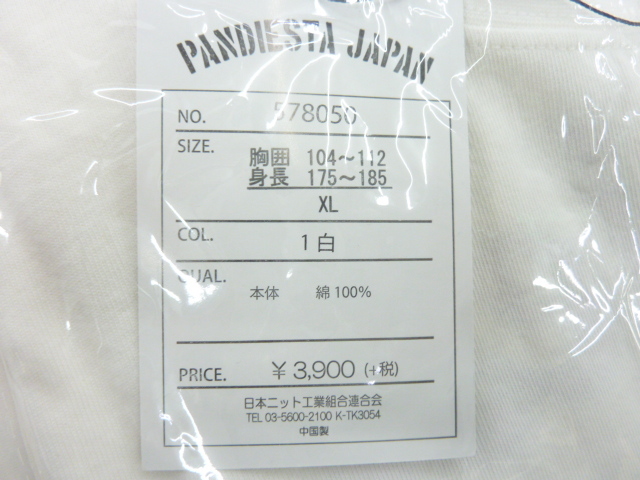 PANDIESTA JAPAN
NO. 578050
SIZE. 胸囲 104～112
身長 175～185
XL
COL. 1 白
QUAL.
本体 綿 100%
PRICE. ¥ 3,900 (+税)
日本ニット工業組合連合会
TEL 03-5600-2100 K-TK3054
中国製